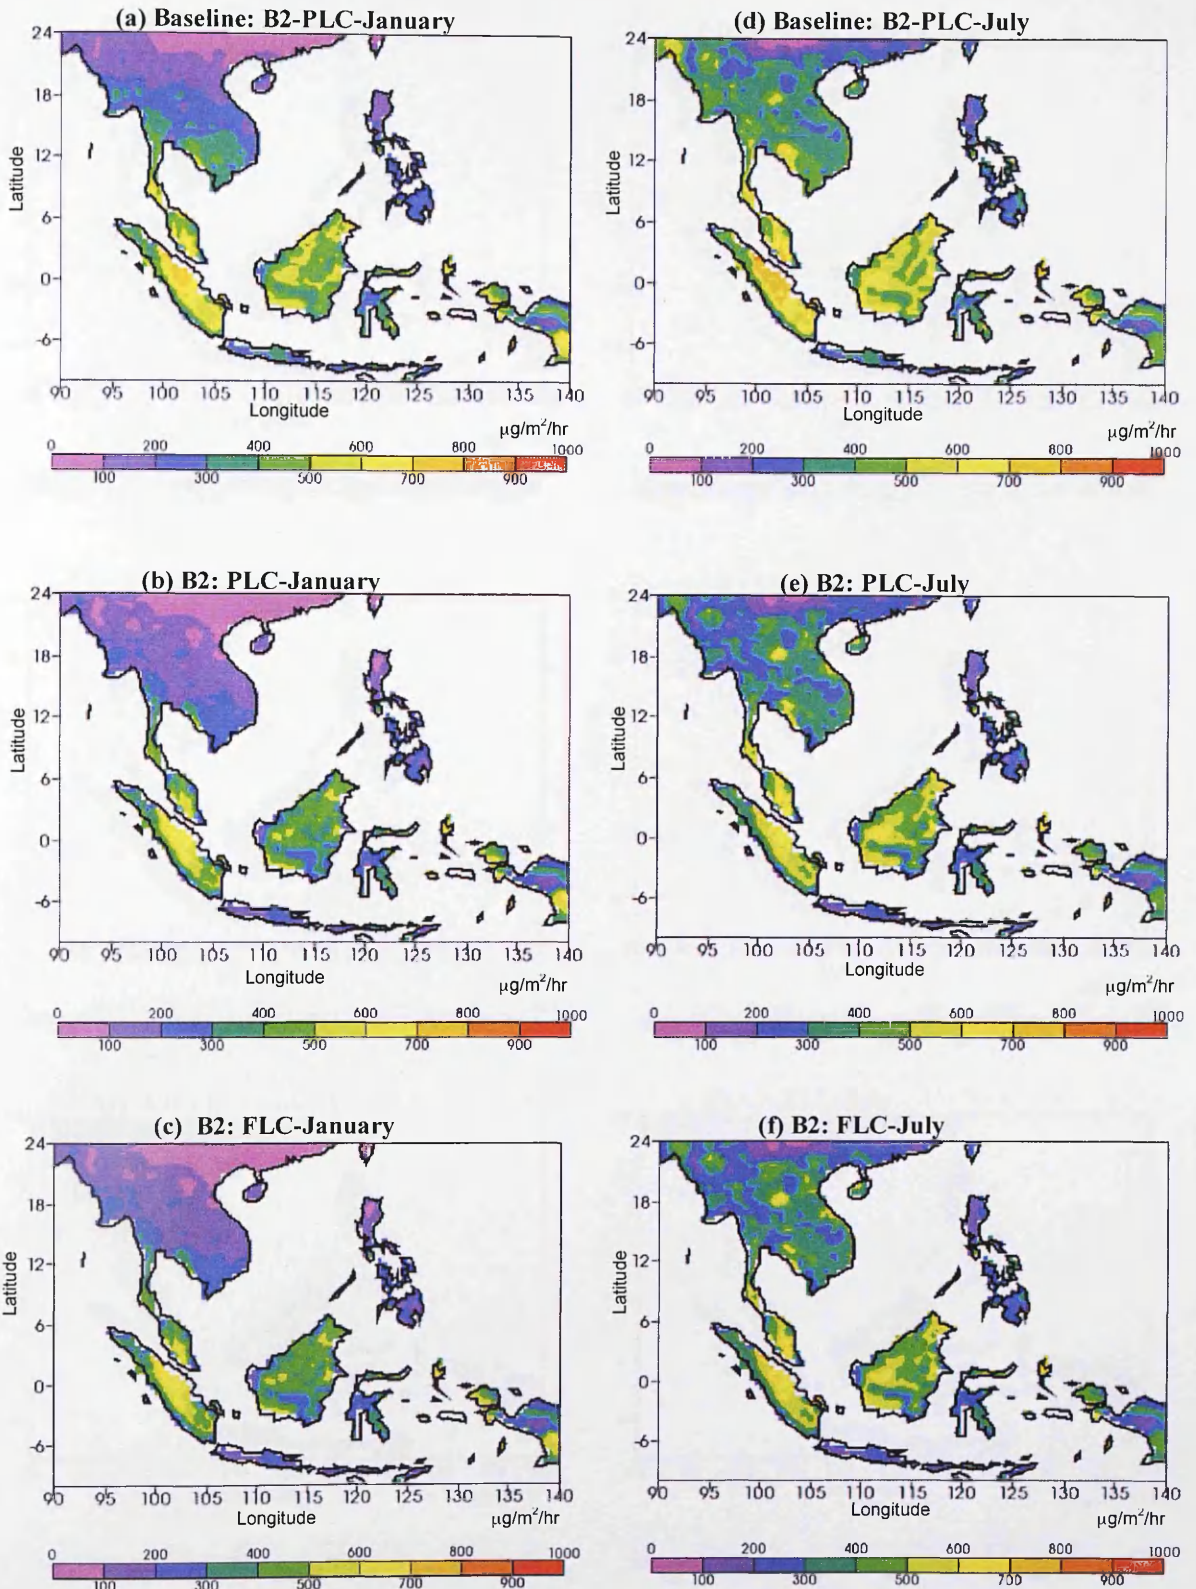 (a) Baseline: B2-PLC-January
24
18
12
6
0
-6
Latitude
90 95 100 105 110 115 120 125 130 135 140
Longitude
µg/m²/hr
0 200 400 600 800 1000
100 300 500 700 900
(d) Baseline: B2-PLC-July
24
18
12
6
0
-6
Latitude
90 95 100 105 110 115 120 125 130 135 140
Longitude
µg/m²/hr
0 200 400 600 800 1000
100 300 500 700 900
(b) B2: PLC-January
24
18
12
6
0
-6
Latitude
90 95 100 105 110 115 120 125 130 135 140
Longitude
µg/m²/hr
0 200 400 600 800 1000
100 300 500 700 900
(e) B2: PLC-July
24
18
12
6
0
-6
Latitude
90 95 100 105 110 115 120 125 130 135 140
Longitude
µg/m²/hr
0 200 400 600 800 1000
100 300 500 700 900
(c) B2: FLC-January
24
18
12
6
0
-6
Latitude
90 95 100 105 110 115 120 125 130 135 140
Longitude
µg/m²/hr
0 200 400 600 800 1000
100 300 500 700 900
(f) B2: FLC-July
24
18
12
6
0
-6
Latitude
90 95 100 105 110 115 120 125 130 135 140
Longitude
µg/m²/hr
0 200 400 600 800 1000
100 300 500 700 900